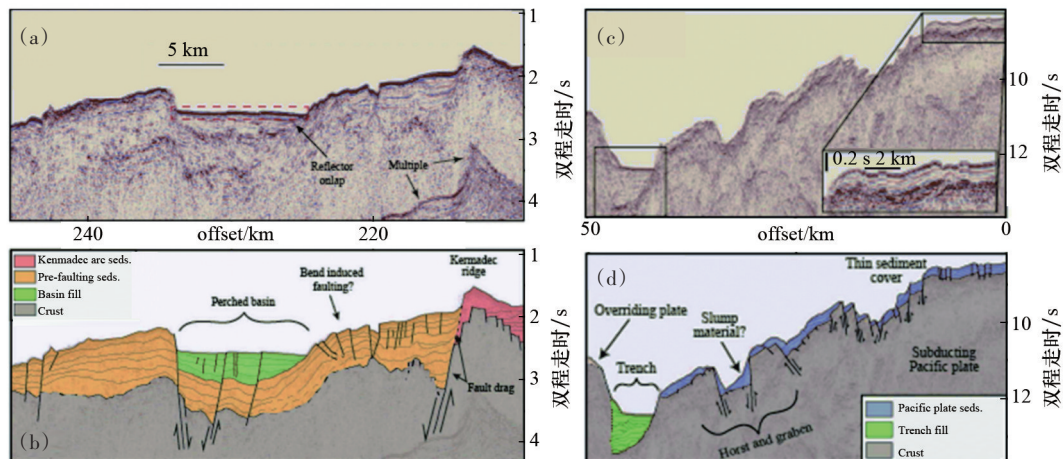 (a)
5 km
Reflector
onlap
Multiple
1
2
3
4
双程走时/s
240
offset/km
220
(c)
0.2 s 2 km
10
12
双程走时/s
50
offset/km
0
Kenmadec arc seds.
Pre-faulting seds.
Basin fill
Crust
Perched basin
Bend induced
faulting?
Kermadec
ridge
Fault drag
(b)
1
2
3
4
双程走时/s
(d)
Overriding plate
Trench
Slump
material?
Thin sediment
cover
Subducting
Pacific plate
Horst and graben
Pacific plate seds.
Trench fill
Crust
10
12
双程走时/s